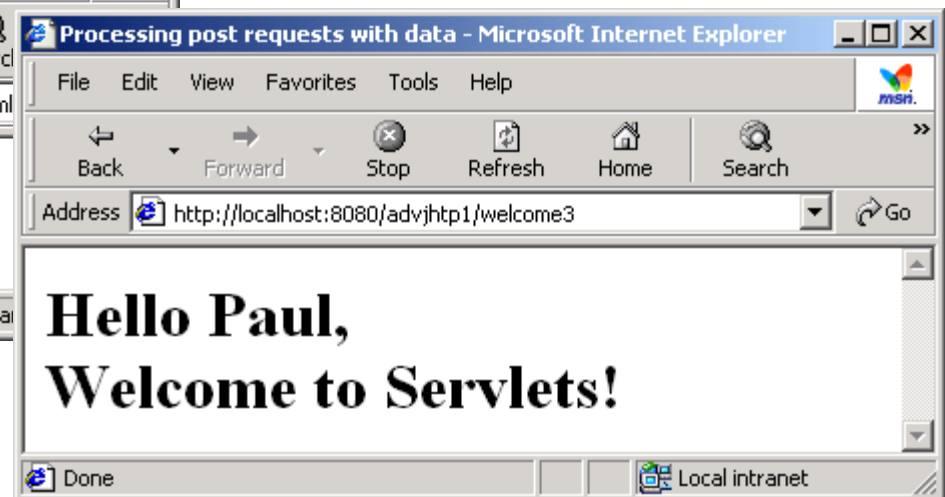 Processing post requests with data - Microsoft Internet Explorer
File Edit View Favorites Tools Help
msn.
Back Forward Stop Refresh Home Search »
Address http://localhost:8080/advjhtp1/welcome3 Go
Hello Paul,
Welcome to Servlets!
Done Local intranet